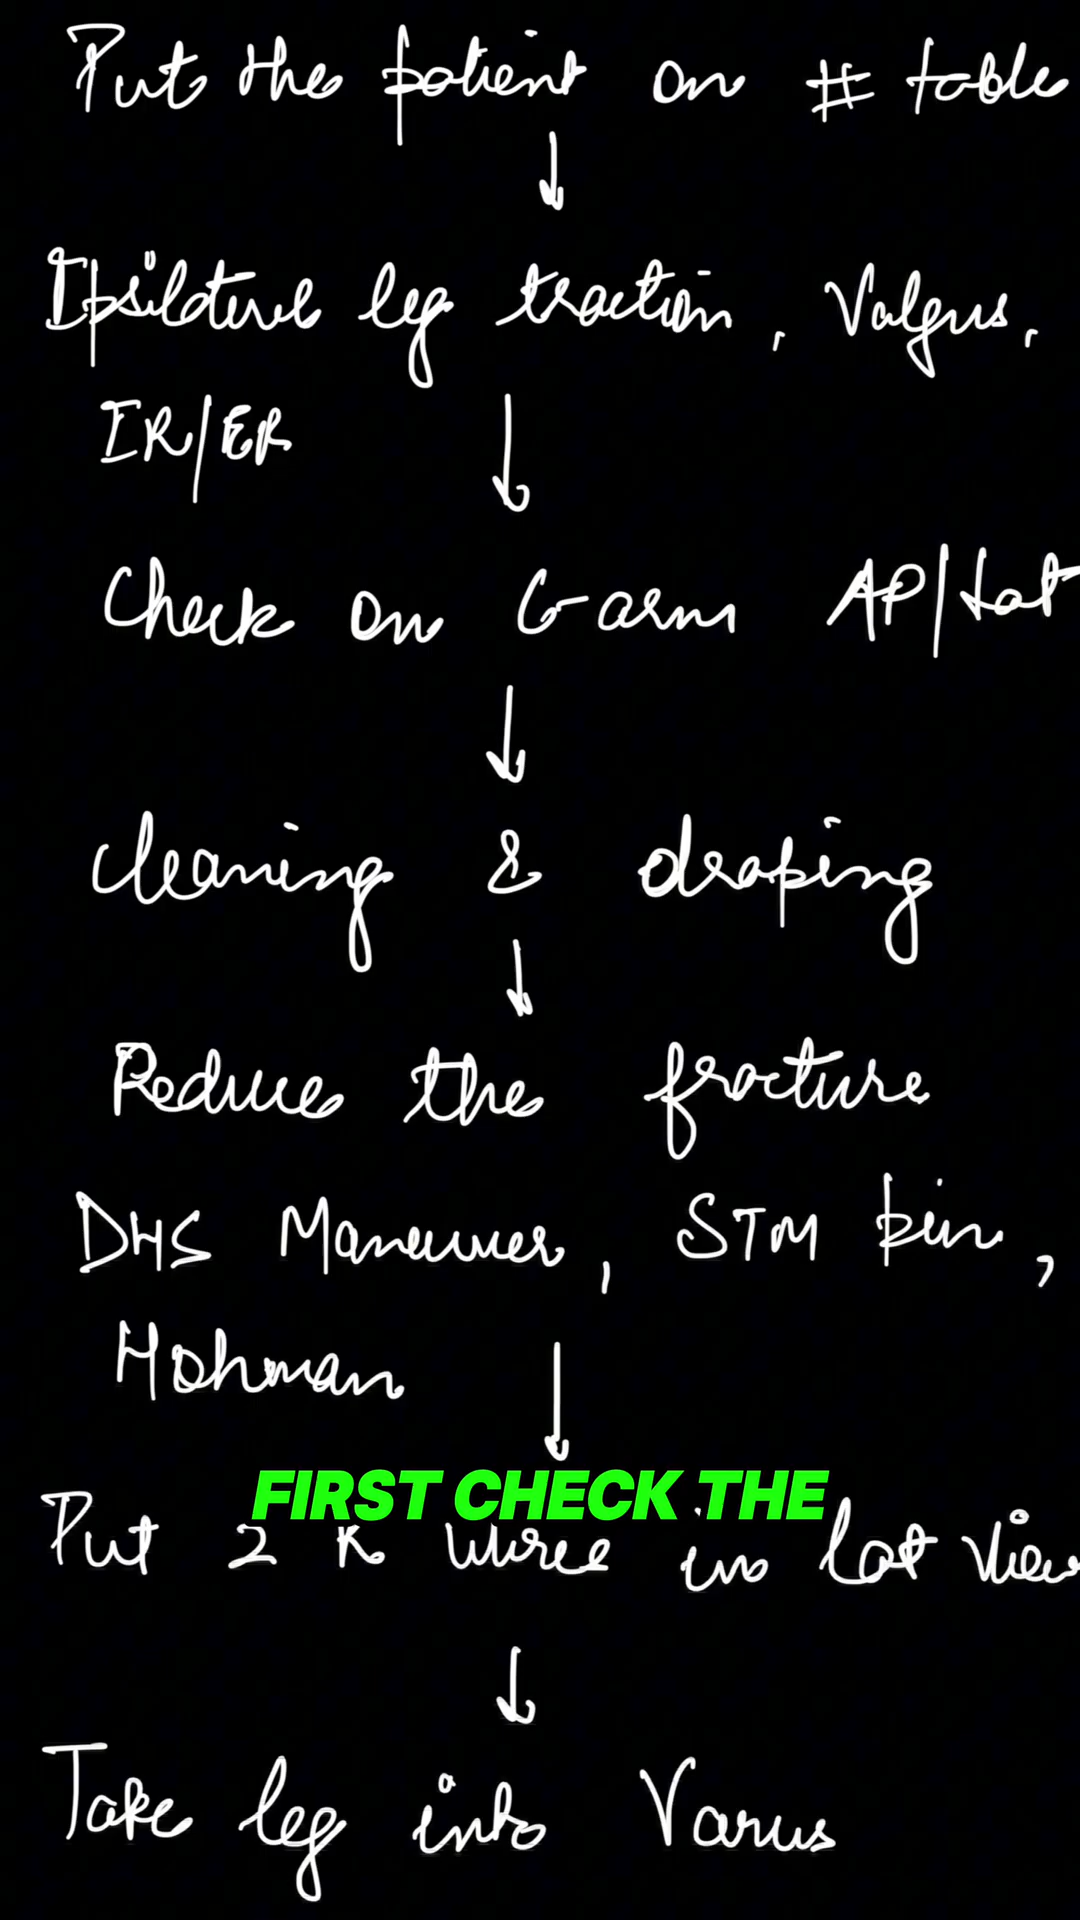 Put the patient on # table
↓
Ipsilateral leg traction, Valgus,
IR/ER ↓
Check on C-arm AP/Lat
↓
Cleaning & draping
↓
Reduce the fracture
DHS Maneuver, STM pin,
Hohman ↓
FIRST CHECK THE
Put 2 K wire in lat view
↓
Take leg into Varus